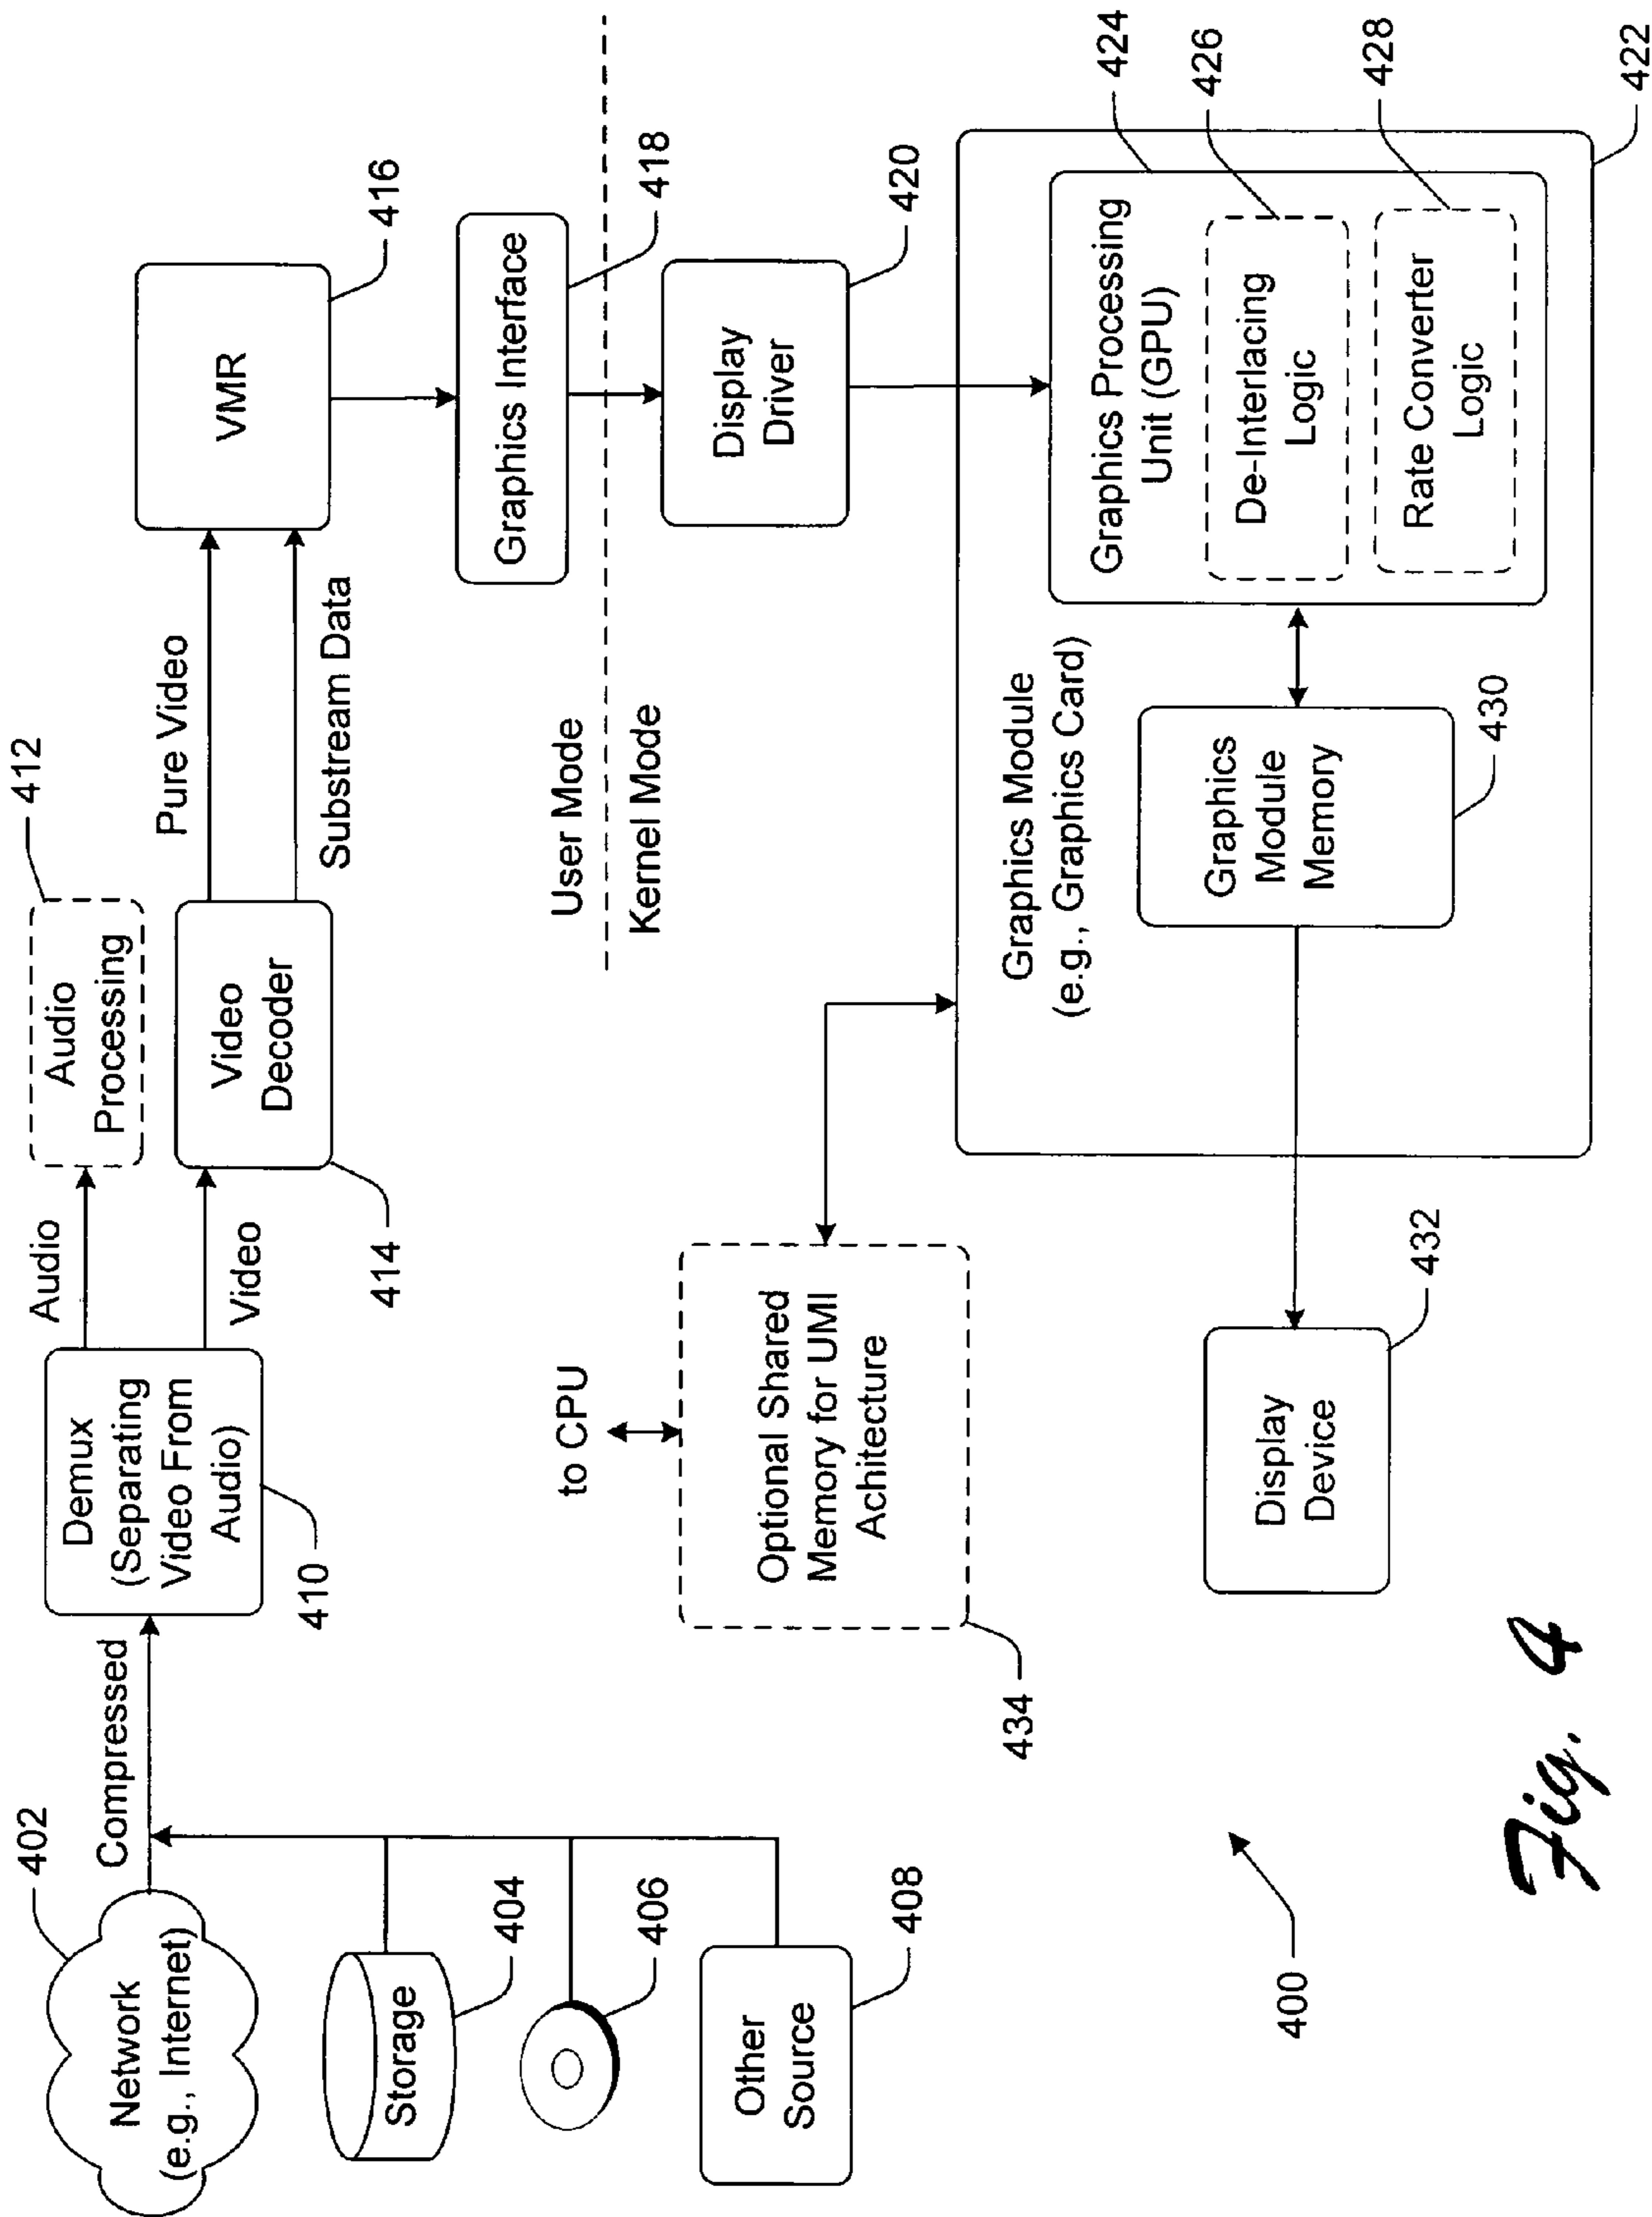 402
Network
(e.g., Internet)
Compressed
Storage
404
406
Other
Source
408
Demux
(Separating
Video From
Audio)
410
Audio
Video
412
Audio
Processing
Video
Decoder
414
Pure Video
Substream Data
VMR
416
Graphics Interface
418
User Mode
Kernel Mode
Display
Driver
420
to CPU
Optional Shared
Memory for UMI
Achitecture
434
Graphics Module
(e.g., Graphics Card)
Graphics Processing
Unit (GPU)
424
De-Interlacing
Logic
426
Rate Converter
Logic
428
422
Graphics
Module
Memory
430
Display
Device
432
400
Fig. 4